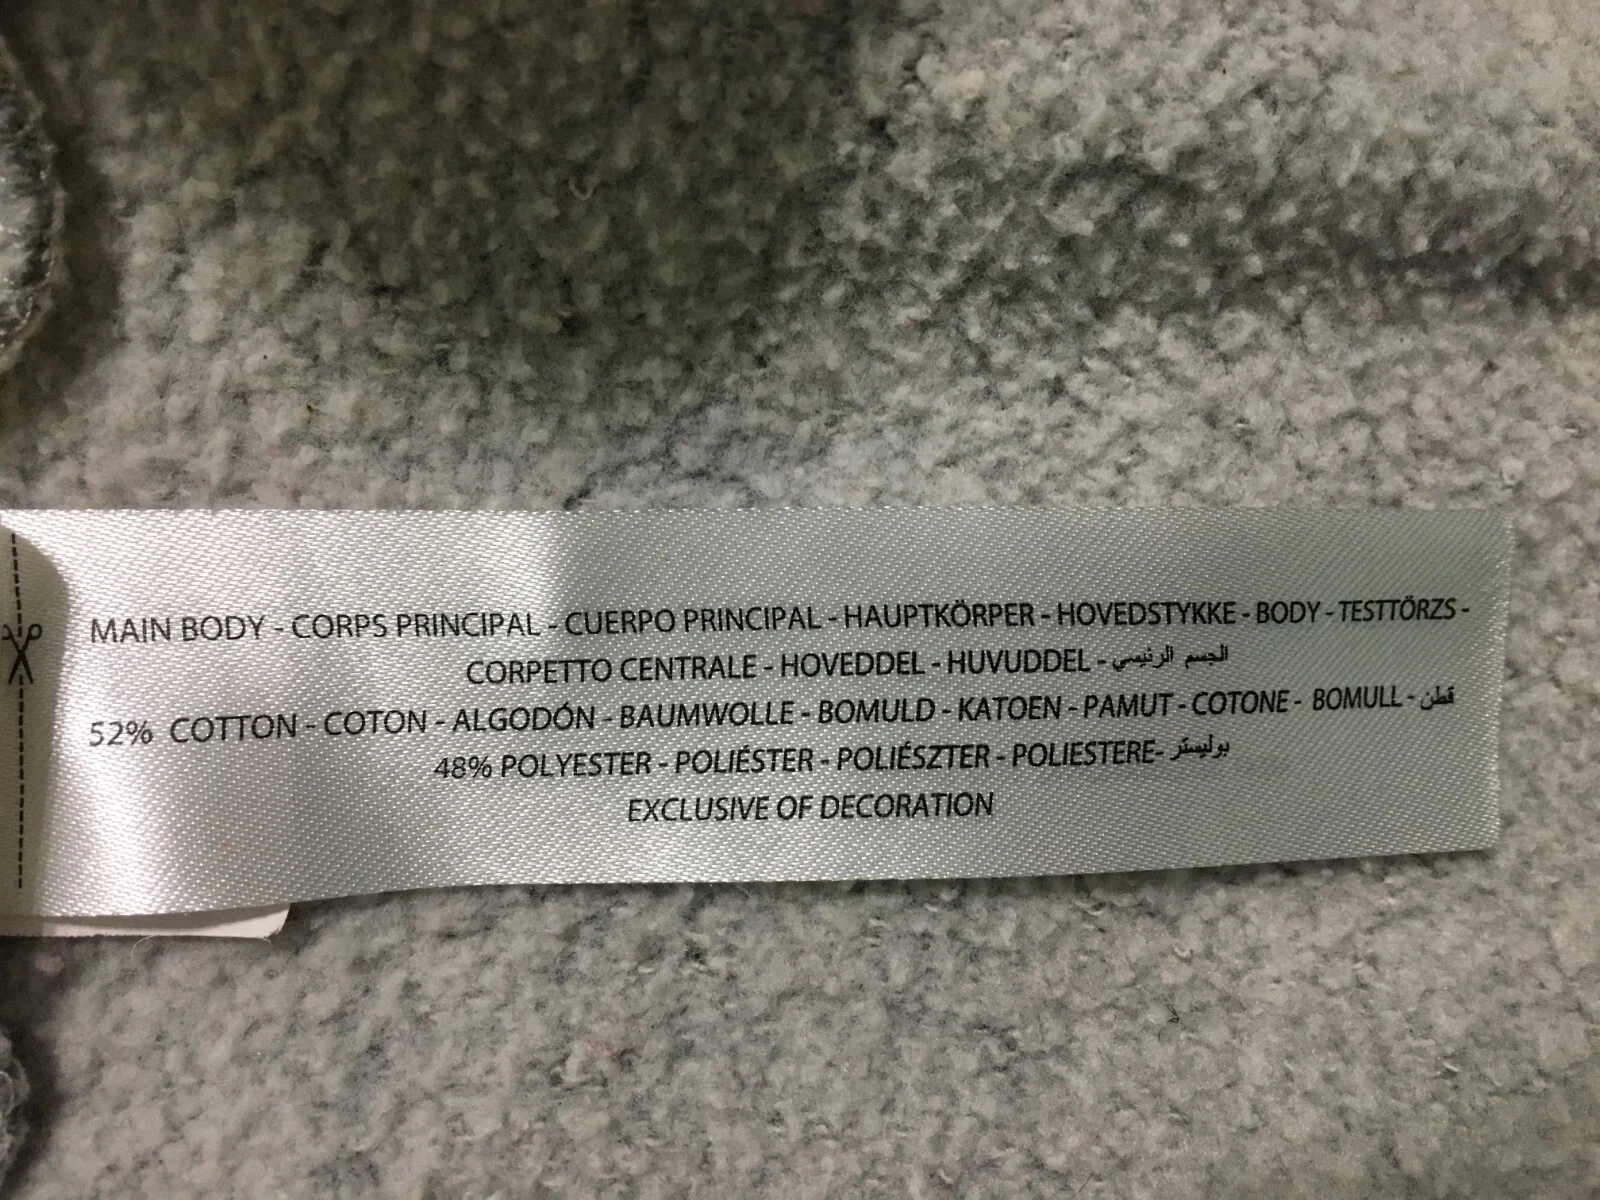 MAIN BODY - CORPS PRINCIPAL - CUERPO PRINCIPAL - HAUPTKÖRPER - HOVEDSTYKKE - BODY - TESTTÖRZS -
CORPETTO CENTRALE - HOVEDDEL - HUVUDDEL - الجسم الرئيسي
52% COTTON - COTON - ALGODÓN - BAUMWOLLE - BOMULD - KATOEN - PAMUT - COTONE - BOMULL - قطن
48% POLYESTER - POLIÉSTER - POLIÉSZTER - POLIESTERE- بوليستر
EXCLUSIVE OF DECORATION